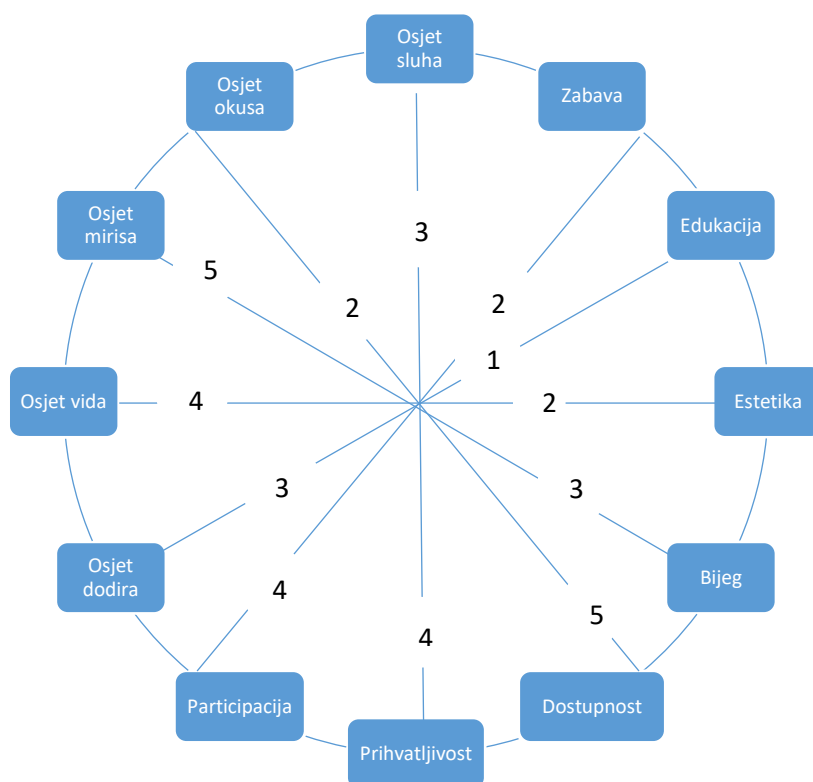 Osjet
sluha
Osjet
okusa
Zabava
Osjet
mirisa
Edukacija
3
5
2
2
1
Osjet vida
4
2
Estetika
3
3
Osjet
dodira
Bijeg
4
5
4
Participacija
Dostupnost
Prihvatljivost